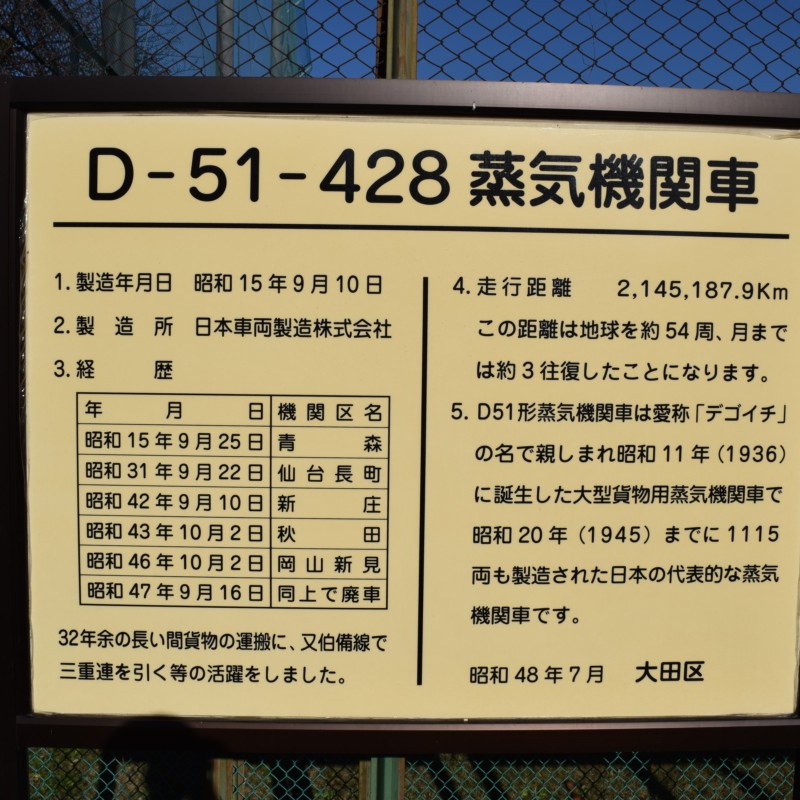 D-51-428 蒸気機関車
1. 製造年月日 昭和15年9月10日
2. 製造所 日本車両製造株式会社
3. 経歴
年月日 機関区名
昭和15年9月25日 青森
昭和31年9月22日 仙台長町
昭和42年9月10日 新庄
昭和43年10月2日 秋田
昭和46年10月2日 岡山新見
昭和47年9月16日 同上で廃車
32年余の長い間貨物の運搬に、又伯備線で
三重連を引く等の活躍をしました。
4. 走行距離 2,145,187.9Km
この距離は地球を約54周、月まで
は約3往復したことになります。
5. D51形蒸気機関車は愛称「デゴイチ」
の名で親しまれ昭和11年（1936）
に誕生した大型貨物用蒸気機関車で
昭和20年（1945）までに1115
両も製造された日本の代表的な蒸気
機関車です。
昭和48年7月 大田区